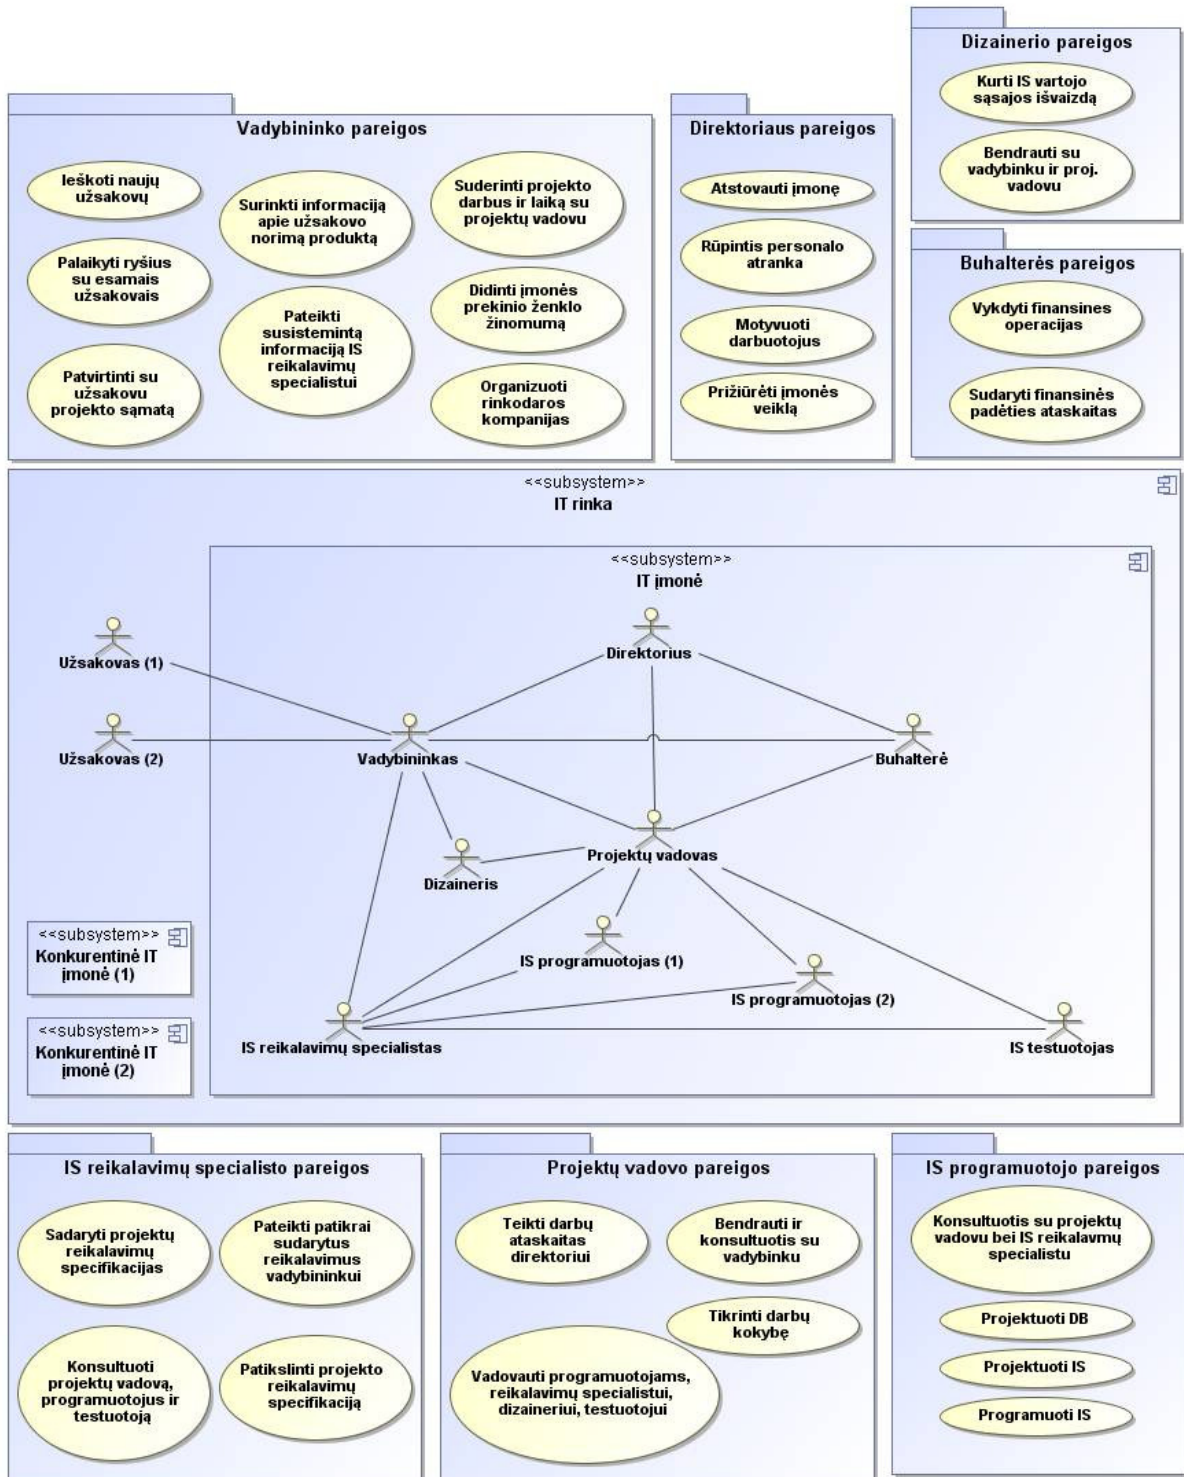 Dizainerio pareigos
Kurti IS vartojo
sąsajos išvaizdą
Bendrauti su
vadybinku ir proj.
vadovu
Vadybininko pareigos
Ieškoti naujų
užsakovų
Surinkti informaciją
apie užsakovo
norimą produktą
Suderinti projekto
darbus ir laiką su
projektų vadovu
Palaikyti ryšius
su esamais
užsakovais
Pateikti
susistemintą
informaciją IS
reikalavimų
specialistui
Didinti įmonės
prekinio ženklo
žinomumą
Patvirtinti su
užsakovu
projekto sąmatą
Organizuoti
rinkodaros
kompanijas
Direktoriaus pareigos
Atstovauti įmonę
Rūpintis personalo
atranka
Motyvuoti
darbuotojus
Prižiūrėti įmonės
veiklą
Buhalterės pareigos
Vykdyti finansines
operacijas
Sudaryti finansinės
padėties ataskaitas
<<subsystem>>
IT rinka
<<subsystem>>
IT įmonė
Užsakovas (1)
Direktorius
Užsakovas (2)
Vadybininkas
Buhalterė
Projektų vadovas
Dizaineris
<<subsystem>>
Konkurentinė IT
įmonė (1)
IS programuotojas (1)
IS programuotojas (2)
<<subsystem>>
Konkurentinė IT
įmonė (2)
IS reikalavimų specialistas
IS testuotojas
IS reikalavimų specialisto pareigos
Sadaryti projektų
reikalavimų
specifikacijas
Pateikti patikrai
sudarytus
reikalavimus
vadybininkui
Konsultuoti
projektų vadovą,
programuotojus ir
testuotoją
Patikslinti projekto
reikalavimų
specifikaciją
Projektų vadovo pareigos
Teikti darbų
ataskaitas
direktoriui
Bendrauti ir
konsultuotis su
vadybinku
Tikrinti darbų
kokybę
Vadovauti programuotojams,
reikalavimų specialistui,
dizaineriui, testuotojui
IS programuotojo pareigos
Konsultuotis su projektų
vadovu bei IS reikalavmų
specialistu
Projektuoti DB
Projektuoti IS
Programuoti IS